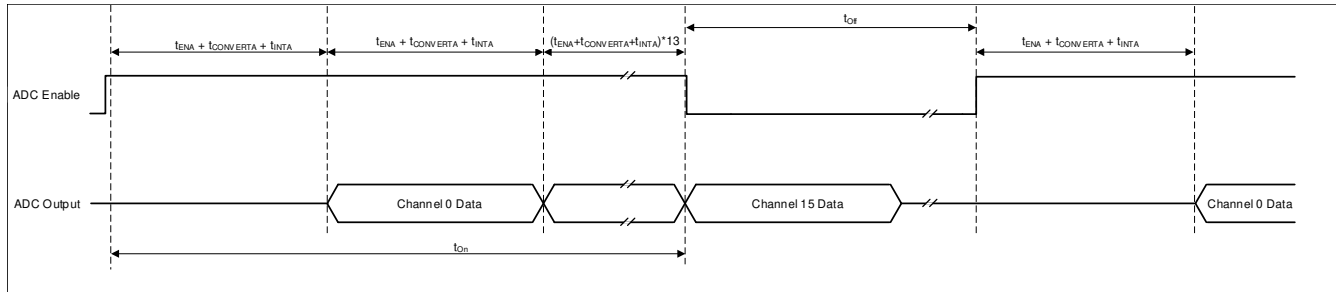 tOff
tENA + tCONVERTA + tINTA
tENA + tCONVERTA + tINTA
(tENA+tCONVERTA+tINTA)*13
tENA + tCONVERTA + tINTA
ADC Enable
ADC Output
Channel 0 Data
Channel 15 Data
Channel 0 Data
tOn